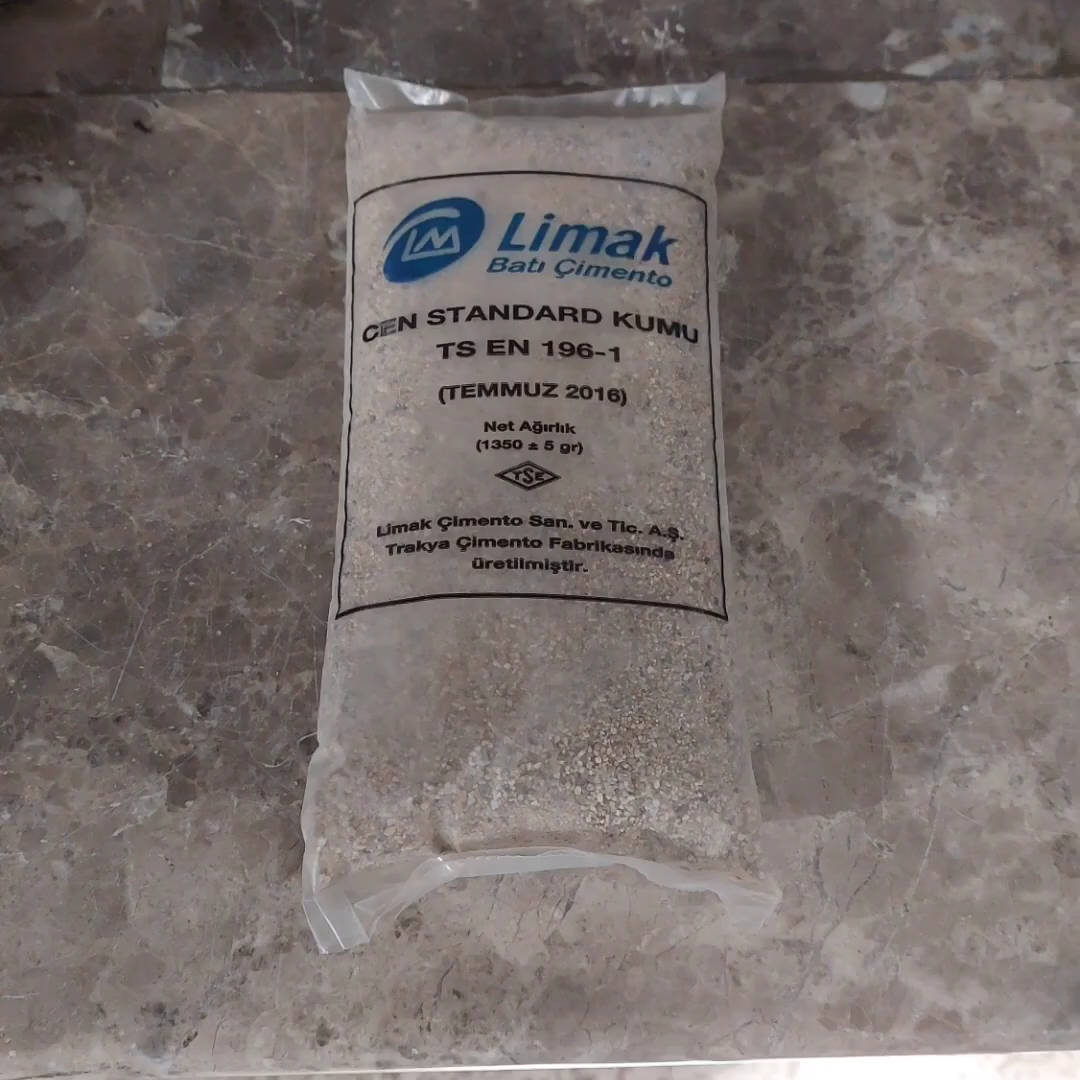 LM Limak
Batı Çimento
CEN STANDARD KUMU
TS EN 196-1
(TEMMUZ 2016)
Net Ağırlık
(1350 ± 5 gr)
TSE
Limak Çimento San. ve Tic. A.Ş.
Trakya Çimento Fabrikasında
üretilmiştir.